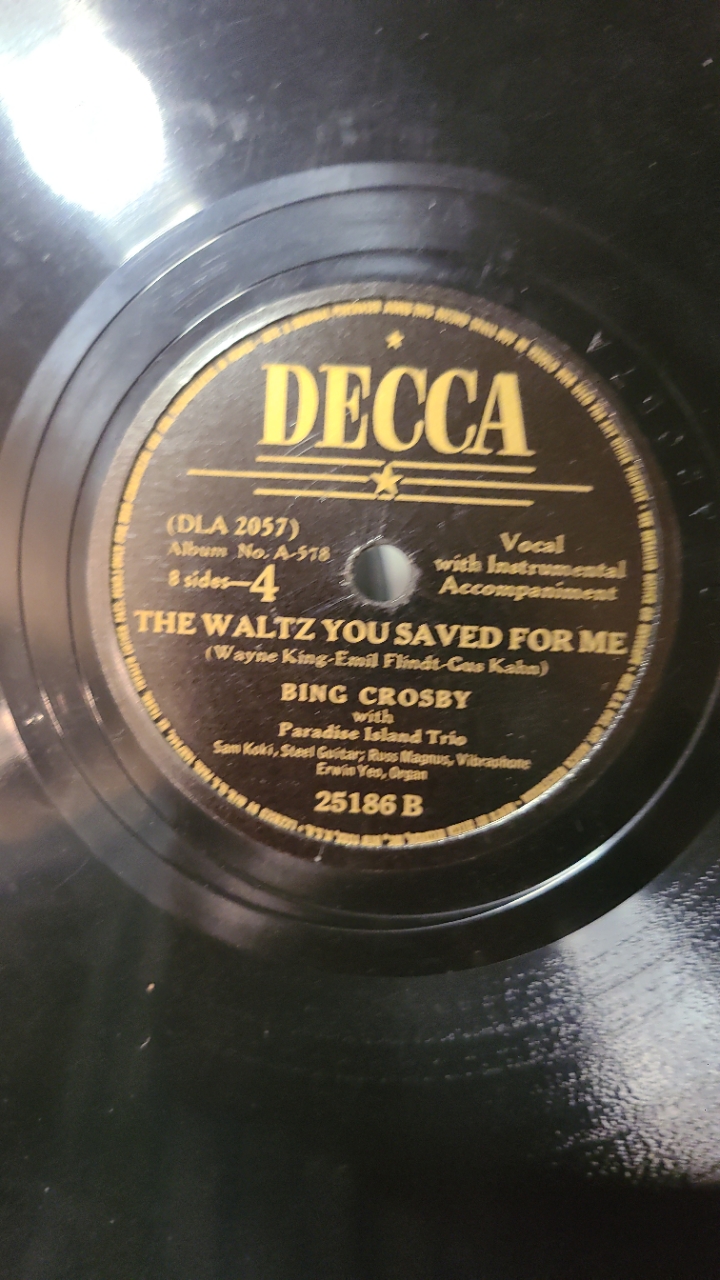 DECCA
(DLA 2057)
Album No. A-578
8 sides—4
Vocal
with Instrumental
Accompaniment
THE WALTZ YOU SAVED FOR ME
(Wayne King-Emil Flindt-Gus Kahn)
BING CROSBY
with
Paradise Island Trio
Sam Koki, Steel Guitar; Russ Magnus, Vibraphone
Erwin Yeo, Organ
25186 B